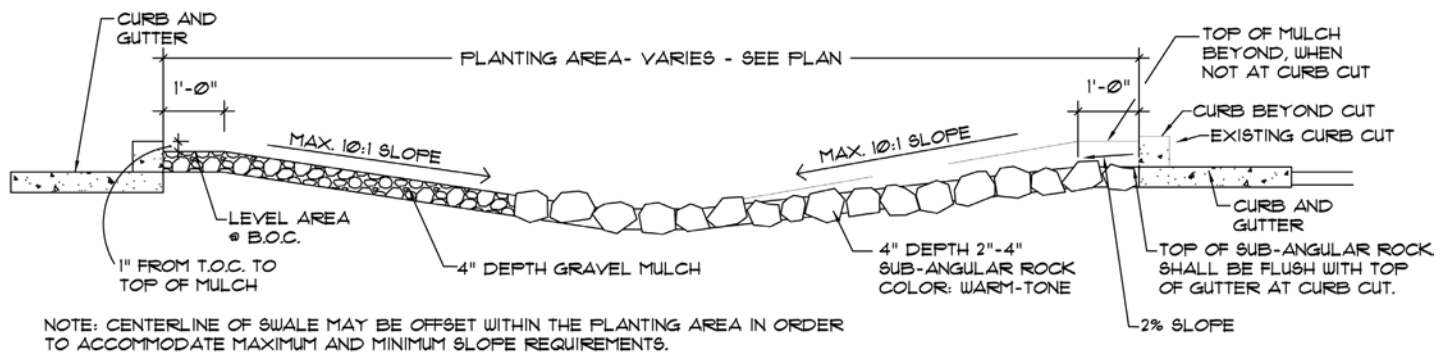 CURB AND
GUTTER
PLANTING AREA- VARIES - SEE PLAN
TOP OF MULCH
BEYOND, WHEN
NOT AT CURB CUT
1'-0"
1'-0"
CURB BEYOND CUT
EXISTING CURB CUT
MAX. 10:1 SLOPE
MAX. 10:1 SLOPE
LEVEL AREA
@ B.O.C.
CURB AND
GUTTER
1" FROM T.O.C. TO
TOP OF MULCH
4" DEPTH GRAVEL MULCH
4" DEPTH 2"-4"
SUB-ANGULAR ROCK
COLOR: WARM-TONE
TOP OF SUB-ANGULAR ROCK
SHALL BE FLUSH WITH TOP
OF GUTTER AT CURB CUT.
2% SLOPE
NOTE: CENTERLINE OF SWALE MAY BE OFFSET WITHIN THE PLANTING AREA IN ORDER
TO ACCOMMODATE MAXIMUM AND MINIMUM SLOPE REQUIREMENTS.